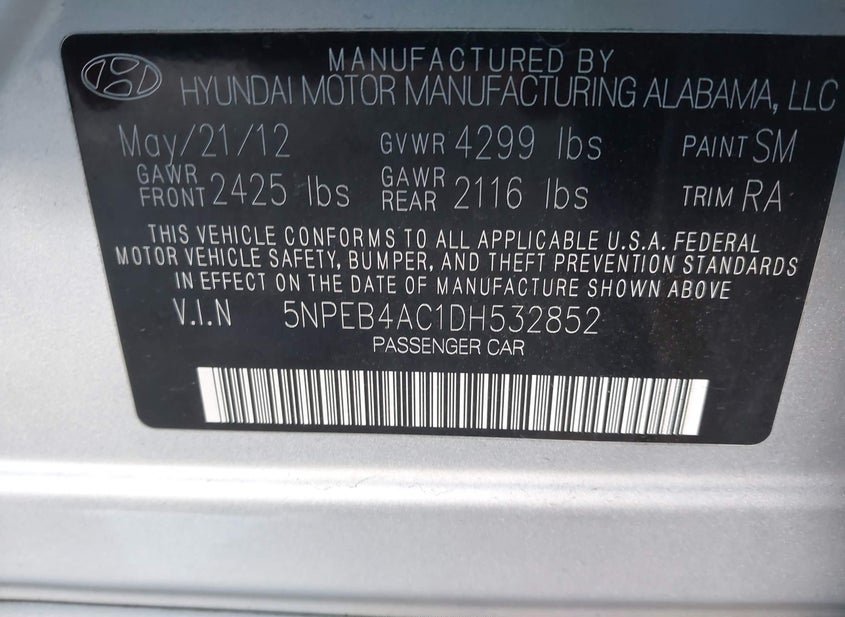 MANUFACTURED BY
HYUNDAI MOTOR MANUFACTURING ALABAMA, LLC
May/21/12 GVWR 4299 lbs PAINT SM
GAWR FRONT 2425 lbs GAWR REAR 2116 lbs TRIM RA
THIS VEHICLE CONFORMS TO ALL APPLICABLE U.S.A. FEDERAL
MOTOR VEHICLE SAFETY, BUMPER, AND THEFT PREVENTION STANDARDS
IN EFFECT ON THE DATE OF MANUFACTURE SHOWN ABOVE
V.I.N 5NPEB4AC1DH532852
PASSENGER CAR